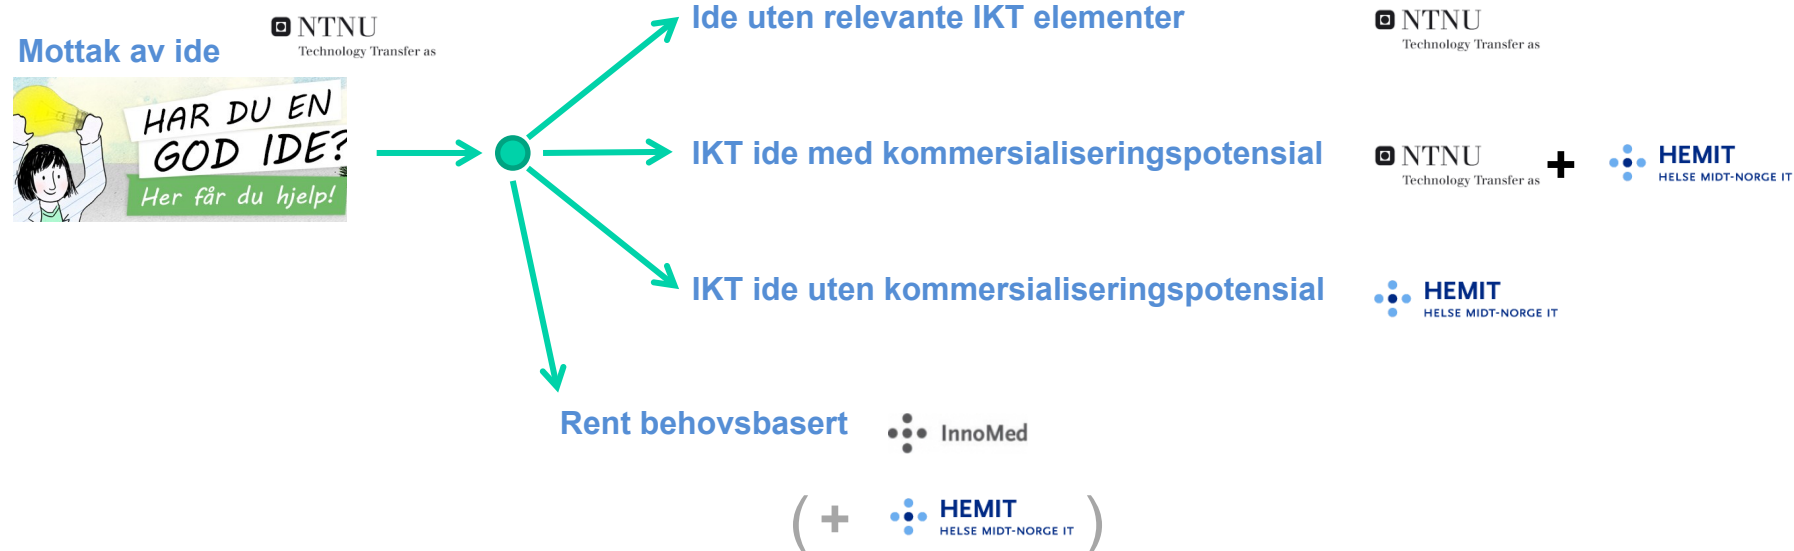 Mottak av ide
NTNU
Technology Transfer as
HAR DU EN
GOD IDE?
Her får du hjelp!
Ide uten relevante IKT elementer
NTNU
Technology Transfer as
IKT ide med kommersialiseringspotensial
NTNU
Technology Transfer as
+
HEMIT
HELSE MIDT-NORGE IT
IKT ide uten kommersialiseringspotensial
HEMIT
HELSE MIDT-NORGE IT
Rent behovsbasert
InnoMed
( +
HEMIT
HELSE MIDT-NORGE IT
)